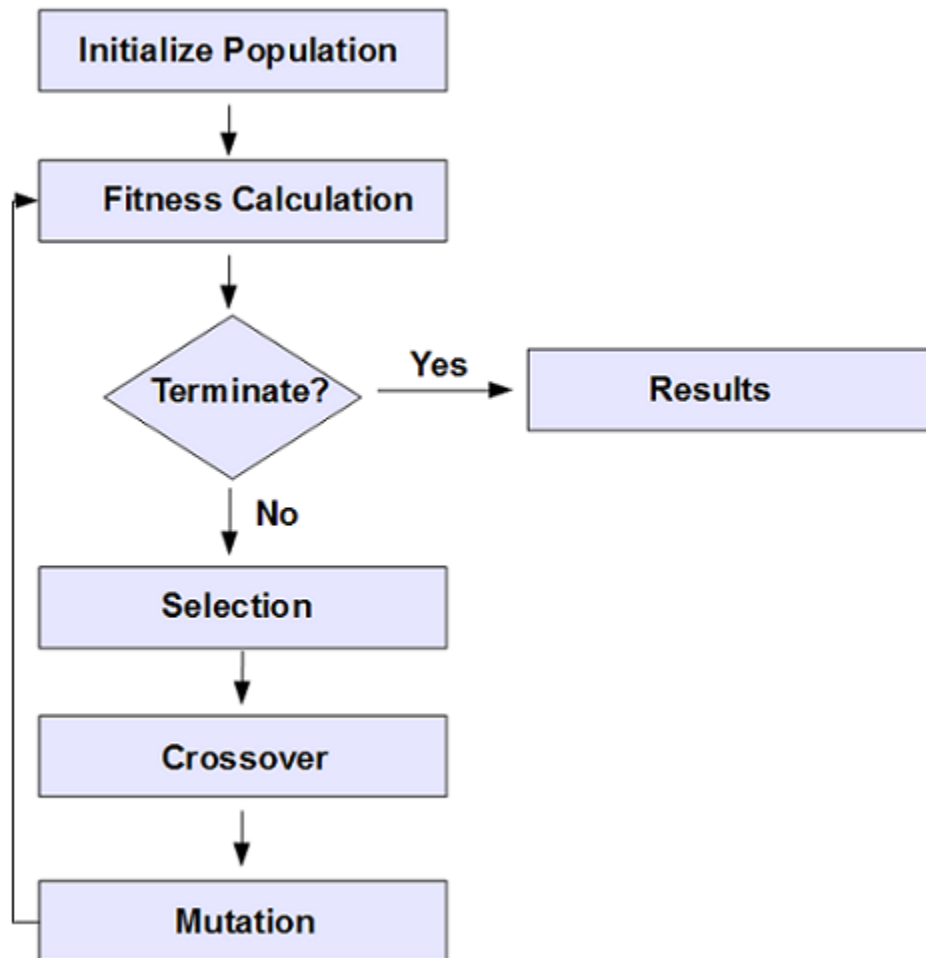 Initialize Population
Fitness Calculation
Terminate?
Yes
Results
No
Selection
Crossover
Mutation